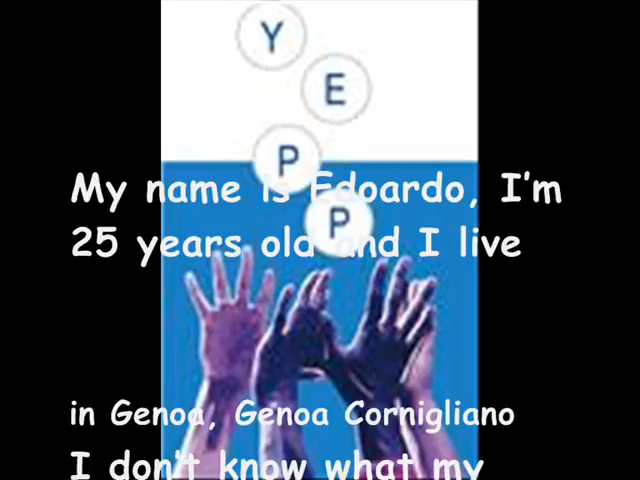 Y
E
P
P
My name is Edoardo, I'm
25 years old and I live
in Genoa, Genoa Cornigliano
I don't know what my